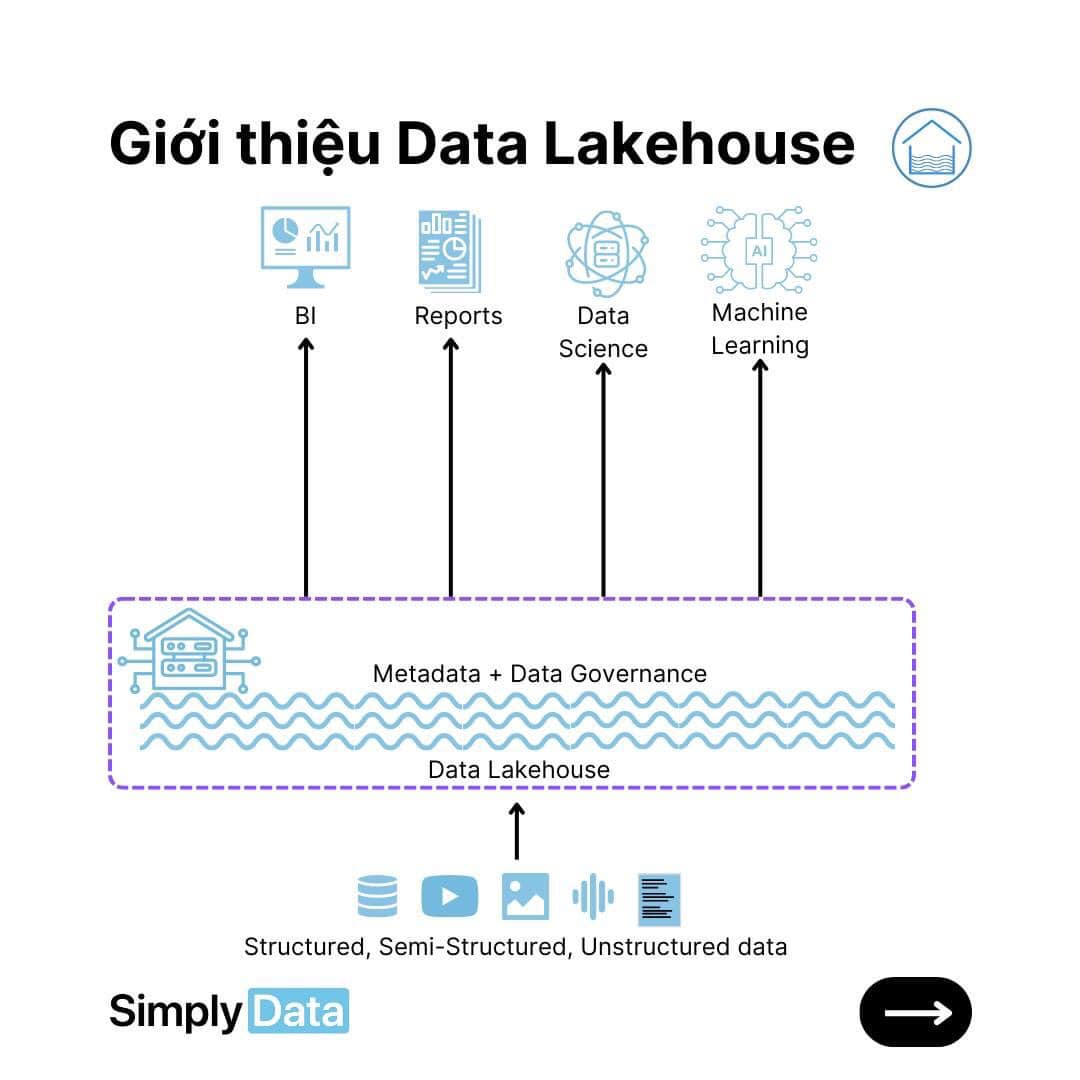 Giới thiệu Data Lakehouse
AI
BI
Reports
Data
Science
Machine
Learning
Metadata + Data Governance
Data Lakehouse
Structured, Semi-Structured, Unstructured data
Simply Data